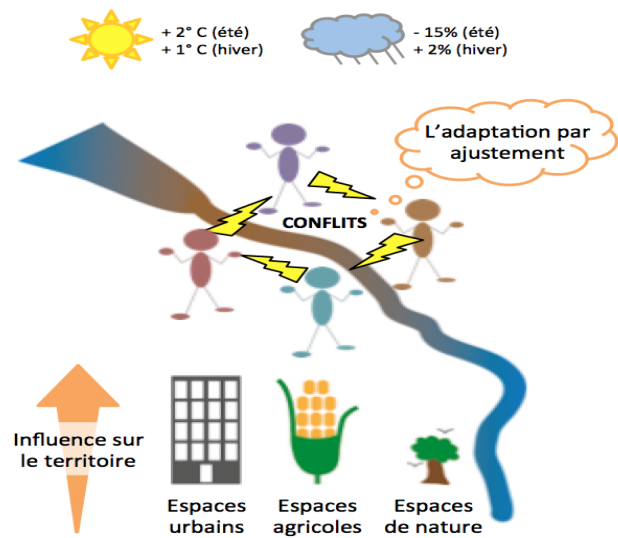 + 2° C (été)
+ 1° C (hiver)
- 15% (été)
+ 2% (hiver)
L’adaptation par
ajustement
CONFLITS
Influence sur
le territoire
Espaces
urbains
Espaces
agricoles
Espaces
de nature